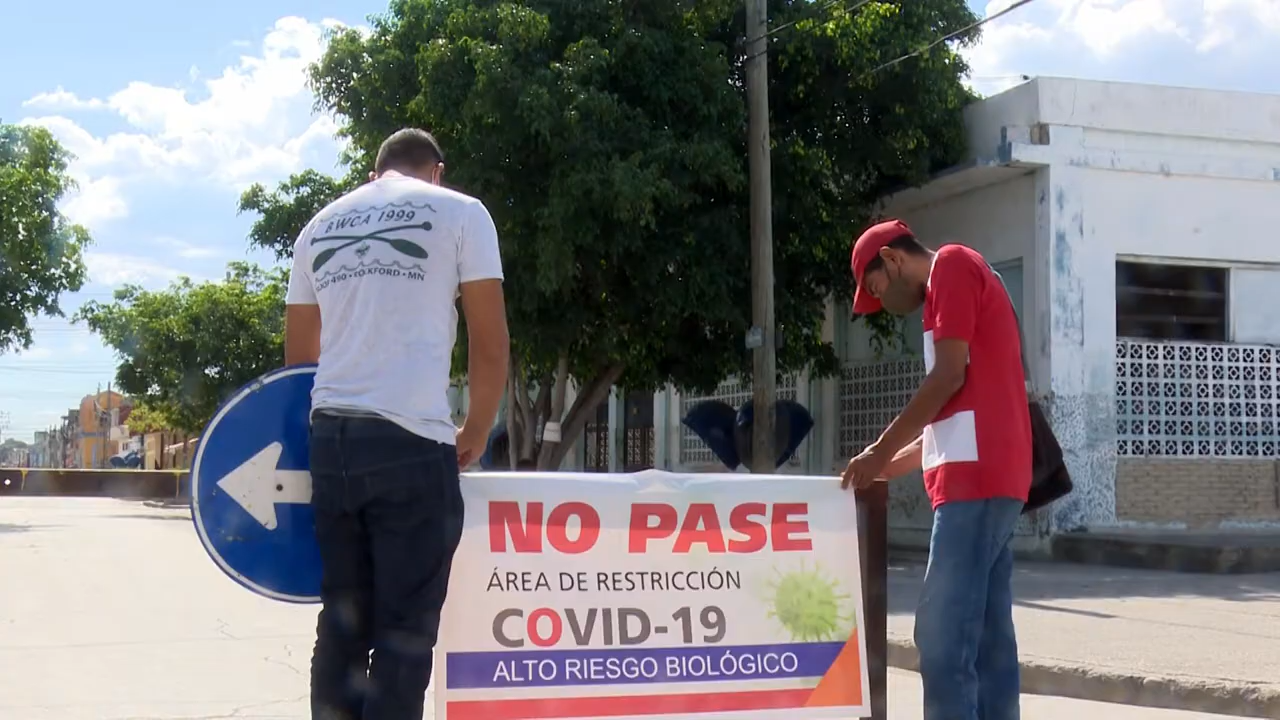 BWCA 1999
NO PASE
ÁREA DE RESTRICCIÓN
COVID-19
ALTO RIESGO BIOLÓGICO